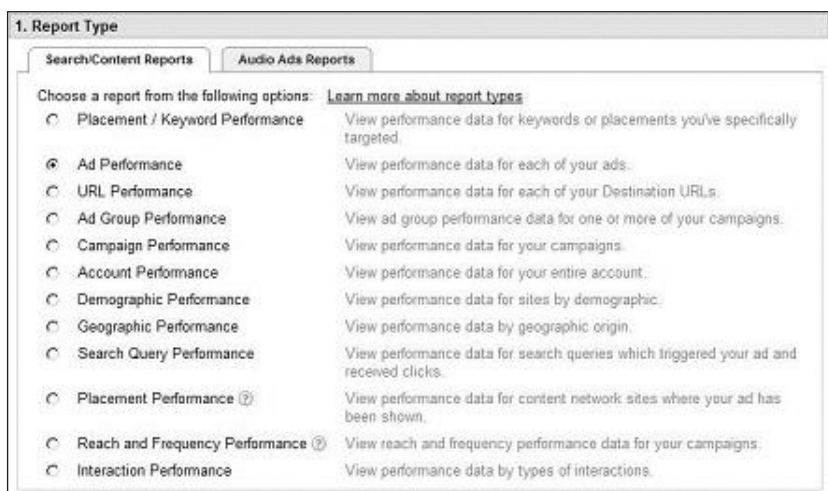 1. Report Type
Search/Content Reports
Audio Ads Reports
Choose a report from the following options: Learn more about report types
Placement / Keyword Performance View performance data for keywords or placements you've specifically
targeted.
Ad Performance View performance data for each of your ads.
URL Performance View performance data for each of your Destination URLs.
Ad Group Performance View ad group performance data for one or more of your campaigns.
Campaign Performance View performance data for your campaigns.
Account Performance View performance data for your entire account.
Demographic Performance View performance data for sites by demographic.
Geographic Performance View performance data by geographic origin.
Search Query Performance View performance data for search queries which triggered your ad and
received clicks.
Placement Performance ? View performance data for content network sites where your ad has
been shown.
Reach and Frequency Performance ? View reach and frequency performance data for your campaigns.
Interaction Performance View performance data by types of interactions.